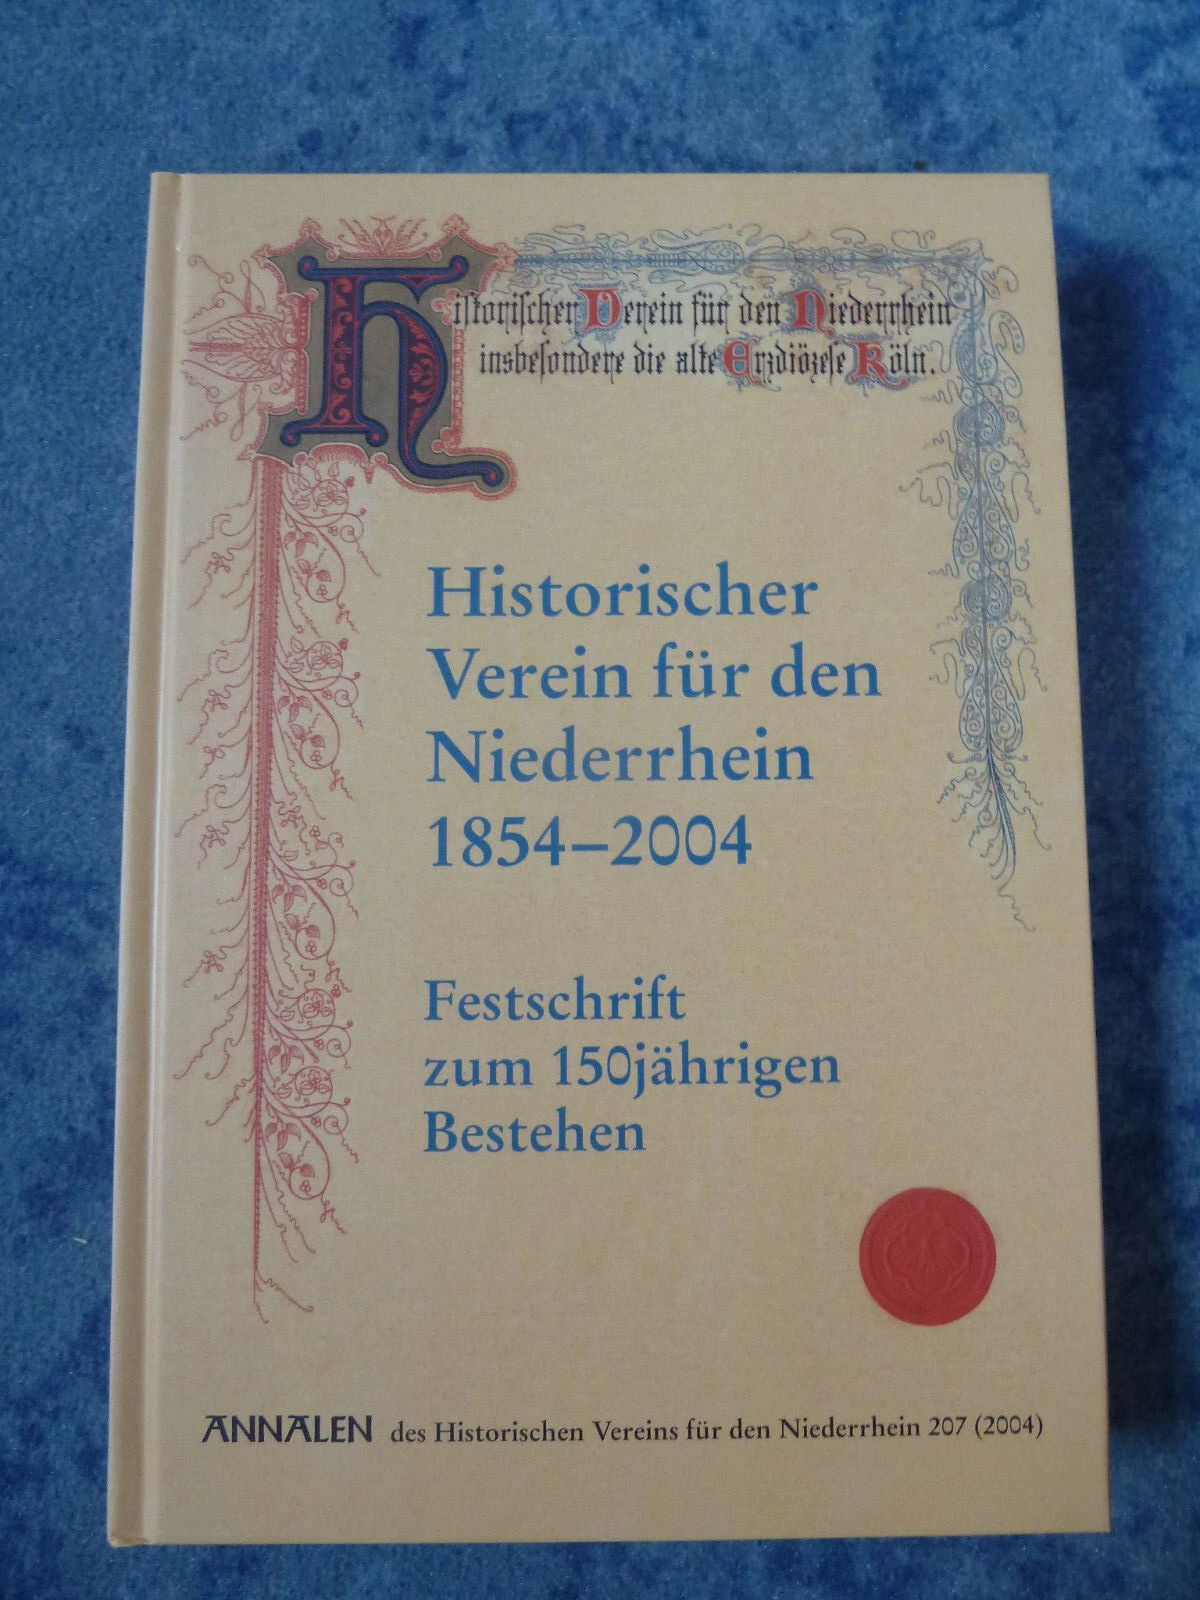 Historischer Verein für den Niederrhein
insbesondere die alte Erzdiözese Köln.
Historischer
Verein für den
Niederrhein
1854–2004
Festschrift
zum 150jährigen
Bestehen
ANNALEN des Historischen Vereins für den Niederrhein 207 (2004)